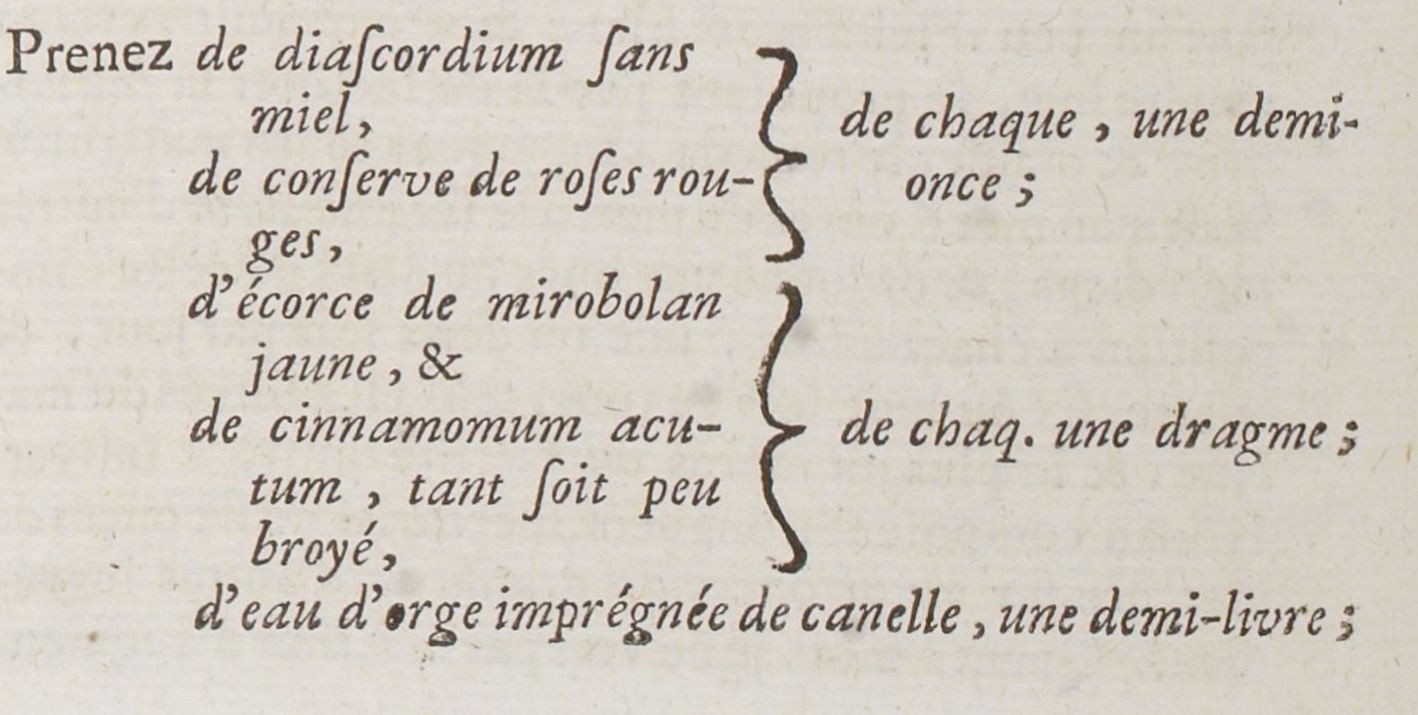 Prenez de diaſcordium ſans
miel,
de conſerve de roſes rou-
ges,
de chaque, une demi-
once;
d'écorce de mirobolan
jaune, &
de cinnamomum acu-
tum, tant ſoit peu
broyé,
de chaq. une dragme;
d'eau d'orge imprégnée de canelle, une demi-livre;